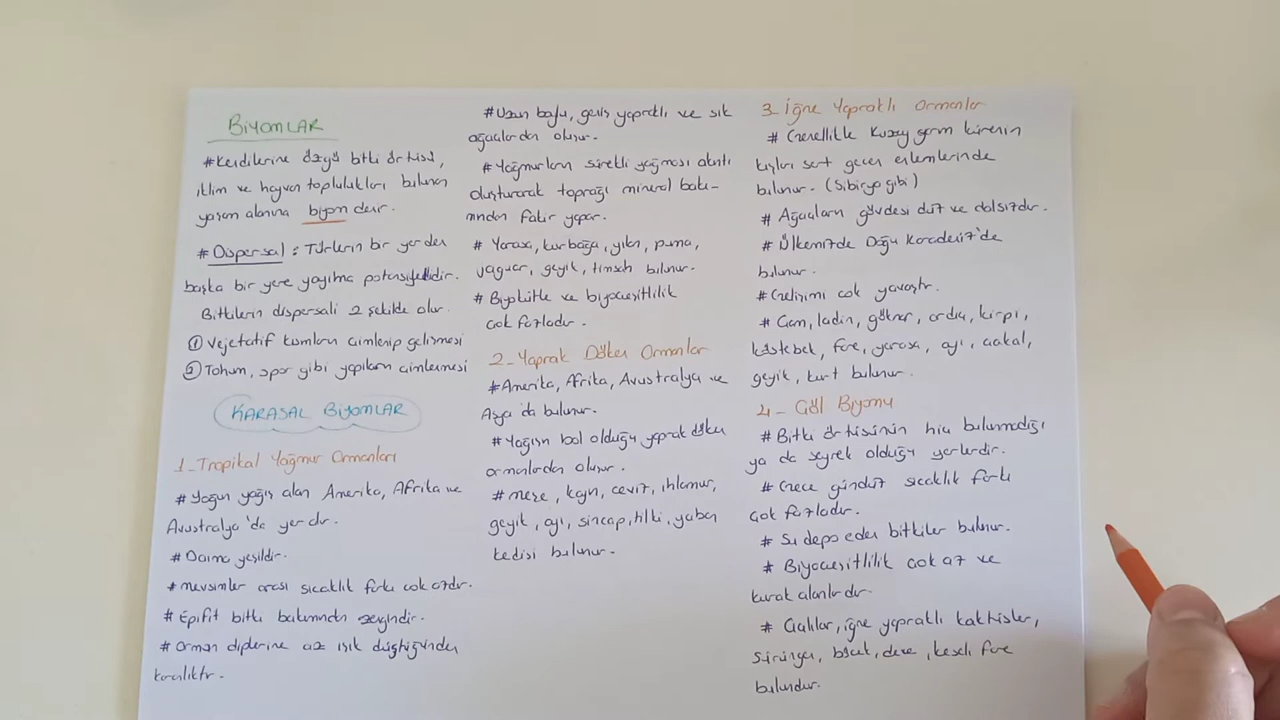 BİYOMLAR
#Kendilerine özgü bitki örtüsü,
iklim ve hayvan toplulukları bulunan
yaşam alanına biyom denir.
#Dispersal : Türlerin bir yerden
başka bir yere yayılma potansiyelidir.
Bitkilerin dispersali 2 şekilde olur.
① Vejetatif kısımların çimlenip gelişmesi
② Tohum, spor gibi yapıların çimlenmesi
KARASAL BİYOMLAR
1-Tropikal Yağmur Ormanları
#Yoğun yağış alan Amerika, Afrika ve
Avustralya'da yer alır.
#Daima yeşildir.
#mevsimler arası sıcaklık farkı çok azdır.
# Epifit bitki bakımından zengindir.
# Orman diplerine az ışık düştüğünden
karanlıktır.
#Uzun boylu, geniş yapraklı ve sık
ağaçlardan oluşur.
#Yağmurların sürekli yağması akıntı
oluşturarak toprağı mineral bakı-
mından fakir yapar.
# Yarasa, kurbağa, yılan, puma,
jaguar, geyik, timsah bulunur.
#Biyokütle ve biyoçeşitlilik
çok fazladır.
2-Yaprak Döken Ormanlar
#Amerika, Afrika, Avustralya ve
Asya'da bulunur.
#Yağışın bol olduğu yaprak döken
ormanlardan oluşur.
#meşe, kayın, ceviz, ıhlamur,
geyik, ayı, sincap, tilki, yaban
kedisi bulunur.
3- İğne Yapraklı Ormanlar
# Genellikle kuzey yarım kürenin
kışları sert geçen enlemlerinde
bulunur. (Sibirya gibi)
# Ağaçların gövdesi düz ve dalsızdır.
# Ülkemizde Doğu Karadeniz'de
bulunur.
#Gelişimi çok yavaştır.
# Çam, ladin, göknar, ardıç, kirpi,
köstebek, fare, yarasa, ayı, çakal,
geyik, kurt bulunur.
4- Çöl Biyomu
#Bitki örtüsünün hiç bulunmadığı
ya da seyrek olduğu yerlerdir.
# Gece gündüz sıcaklık farkı
çok fazladır.
# Su depo eden bitkiler bulunur.
# Biyoçeşitlilik çok az ve
kurak alanlardır.
# Çalılar, iğne yapraklı kaktüsler,
sürüngen, böcek, deve, keseli fare
bulundur.